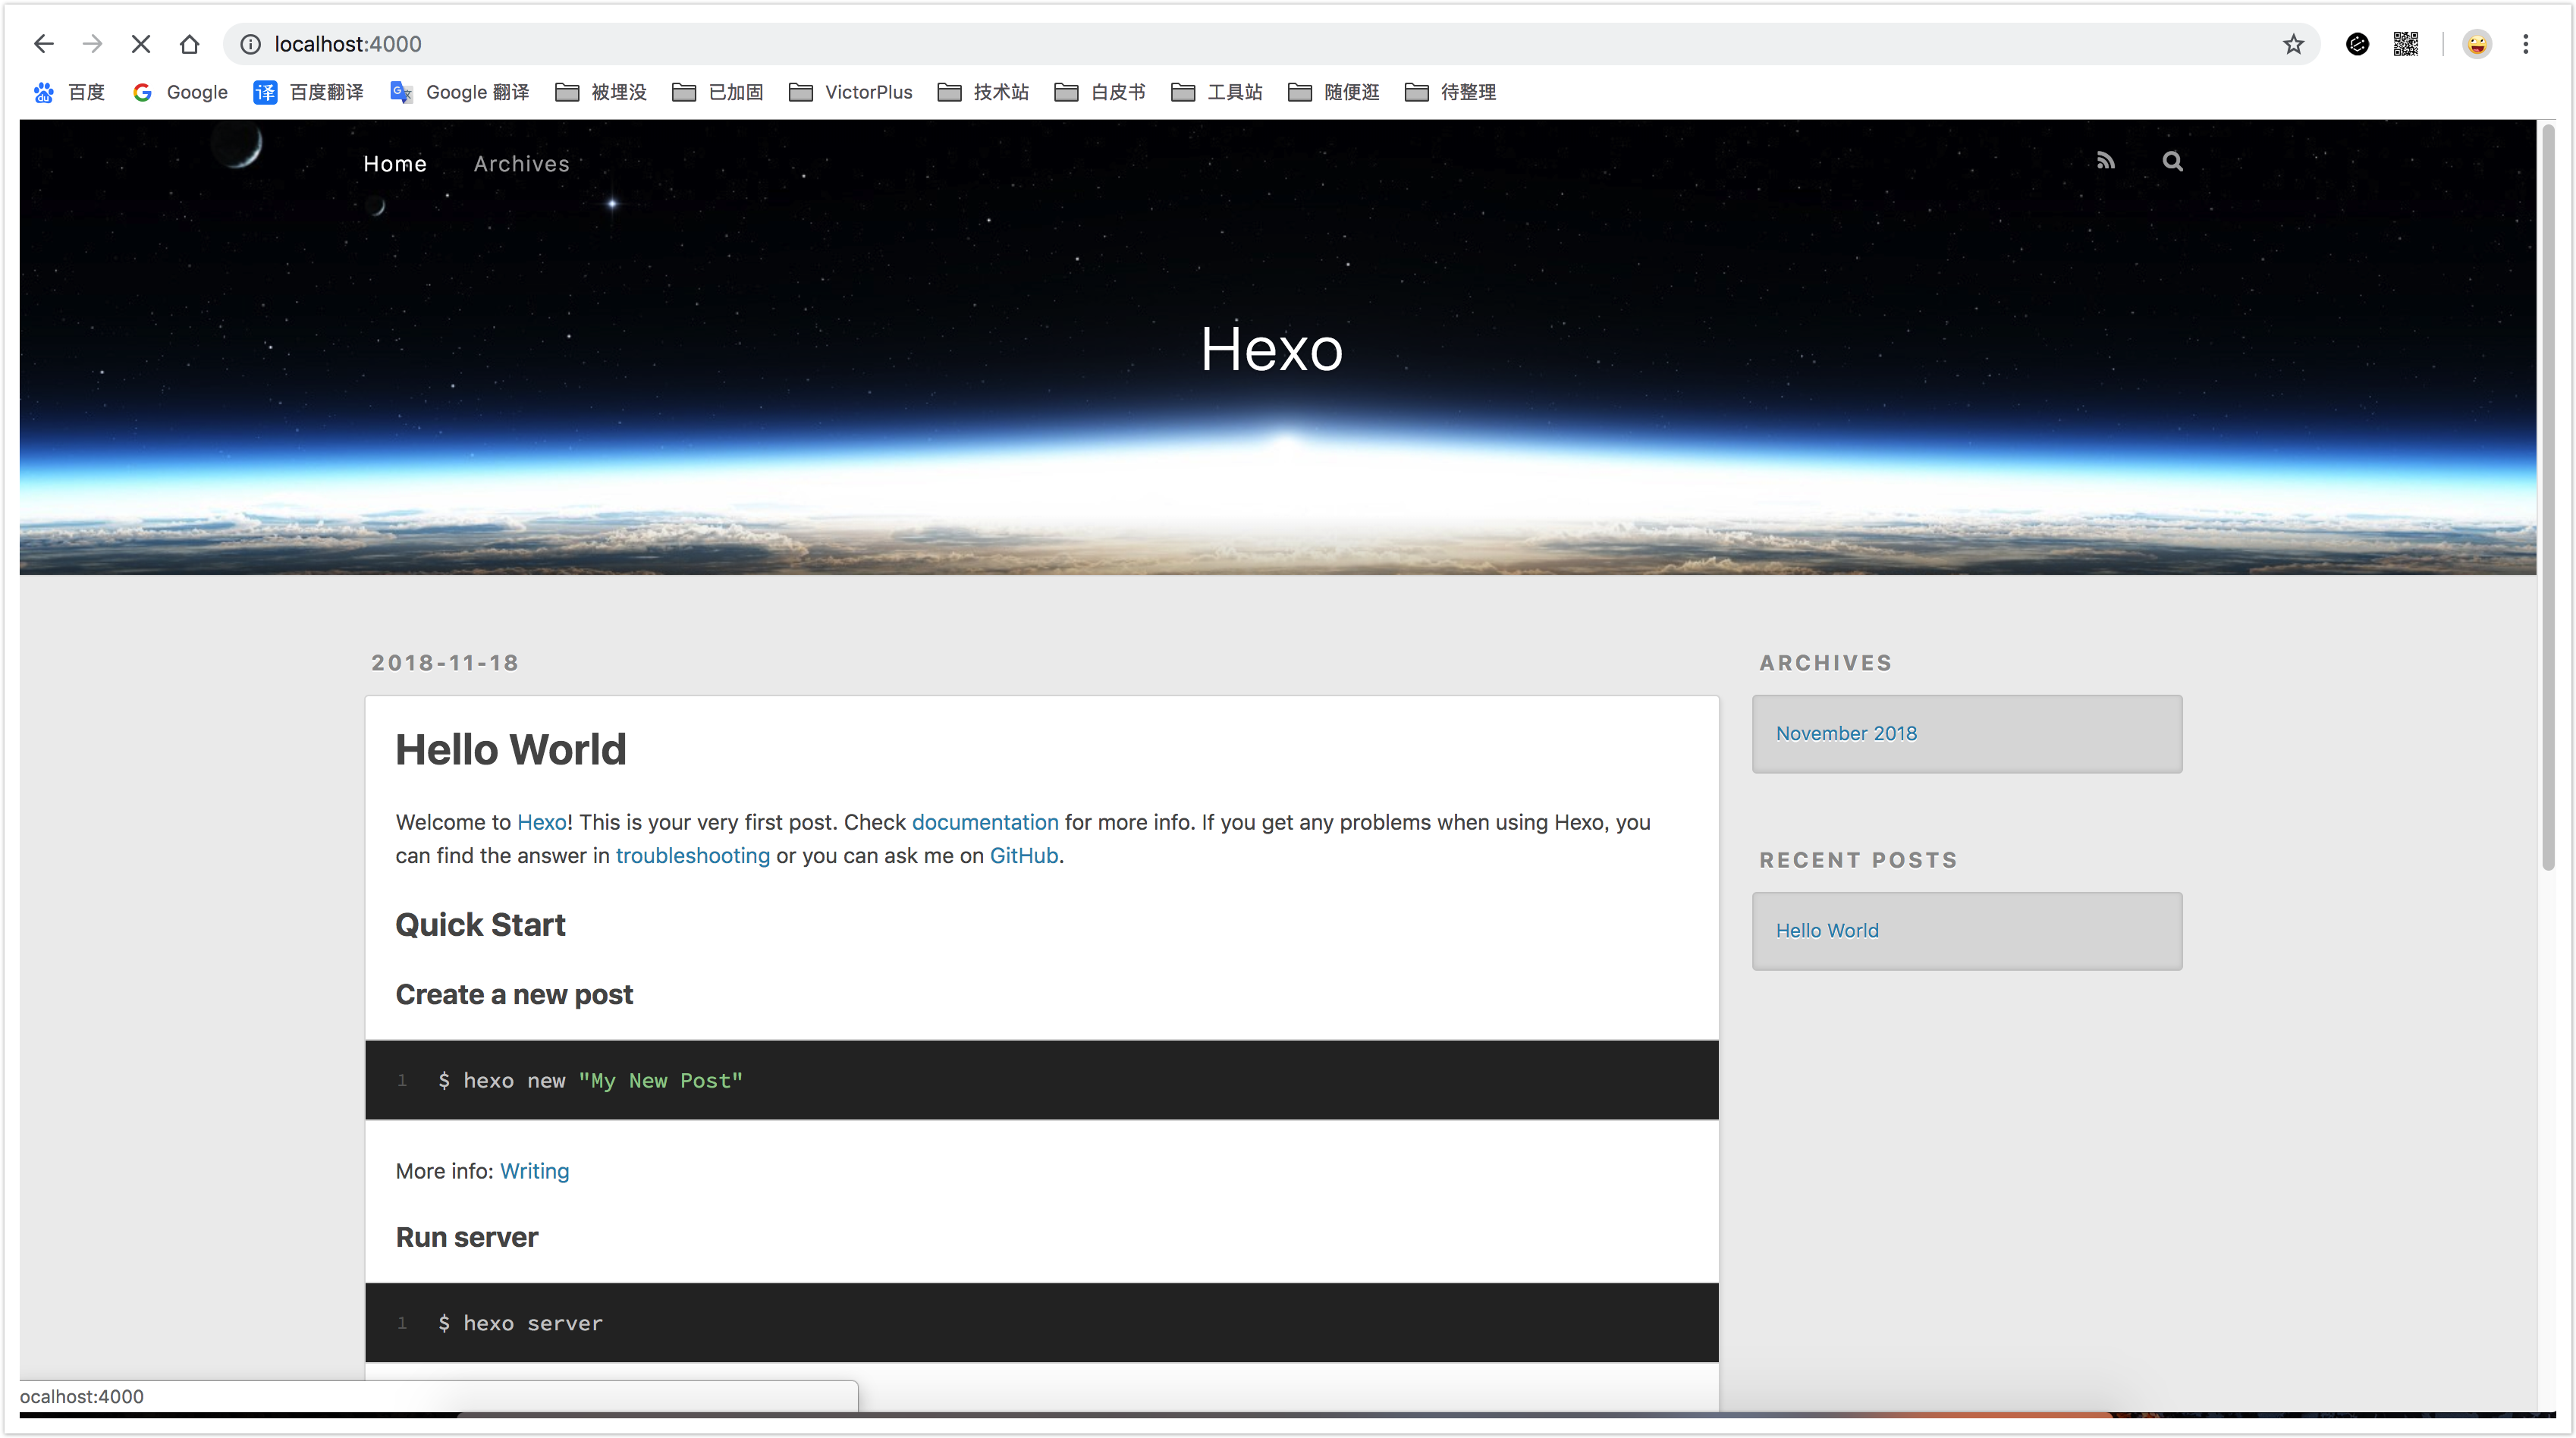 localhost:4000
百度 Google 百度翻译 Google 翻译 被埋没 已加固 VictorPlus 技术站 白皮书 工具站 随便逛 待整理
Home Archives
Hexo
2018-11-18
Hello World
Welcome to Hexo! This is your very first post. Check documentation for more info. If you get any problems when using Hexo, you
can find the answer in troubleshooting or you can ask me on GitHub.
Quick Start
Create a new post
1 $ hexo new "My New Post"
More info: Writing
Run server
1 $ hexo server
ARCHIVES
November 2018
RECENT POSTS
Hello World
ocalhost:4000